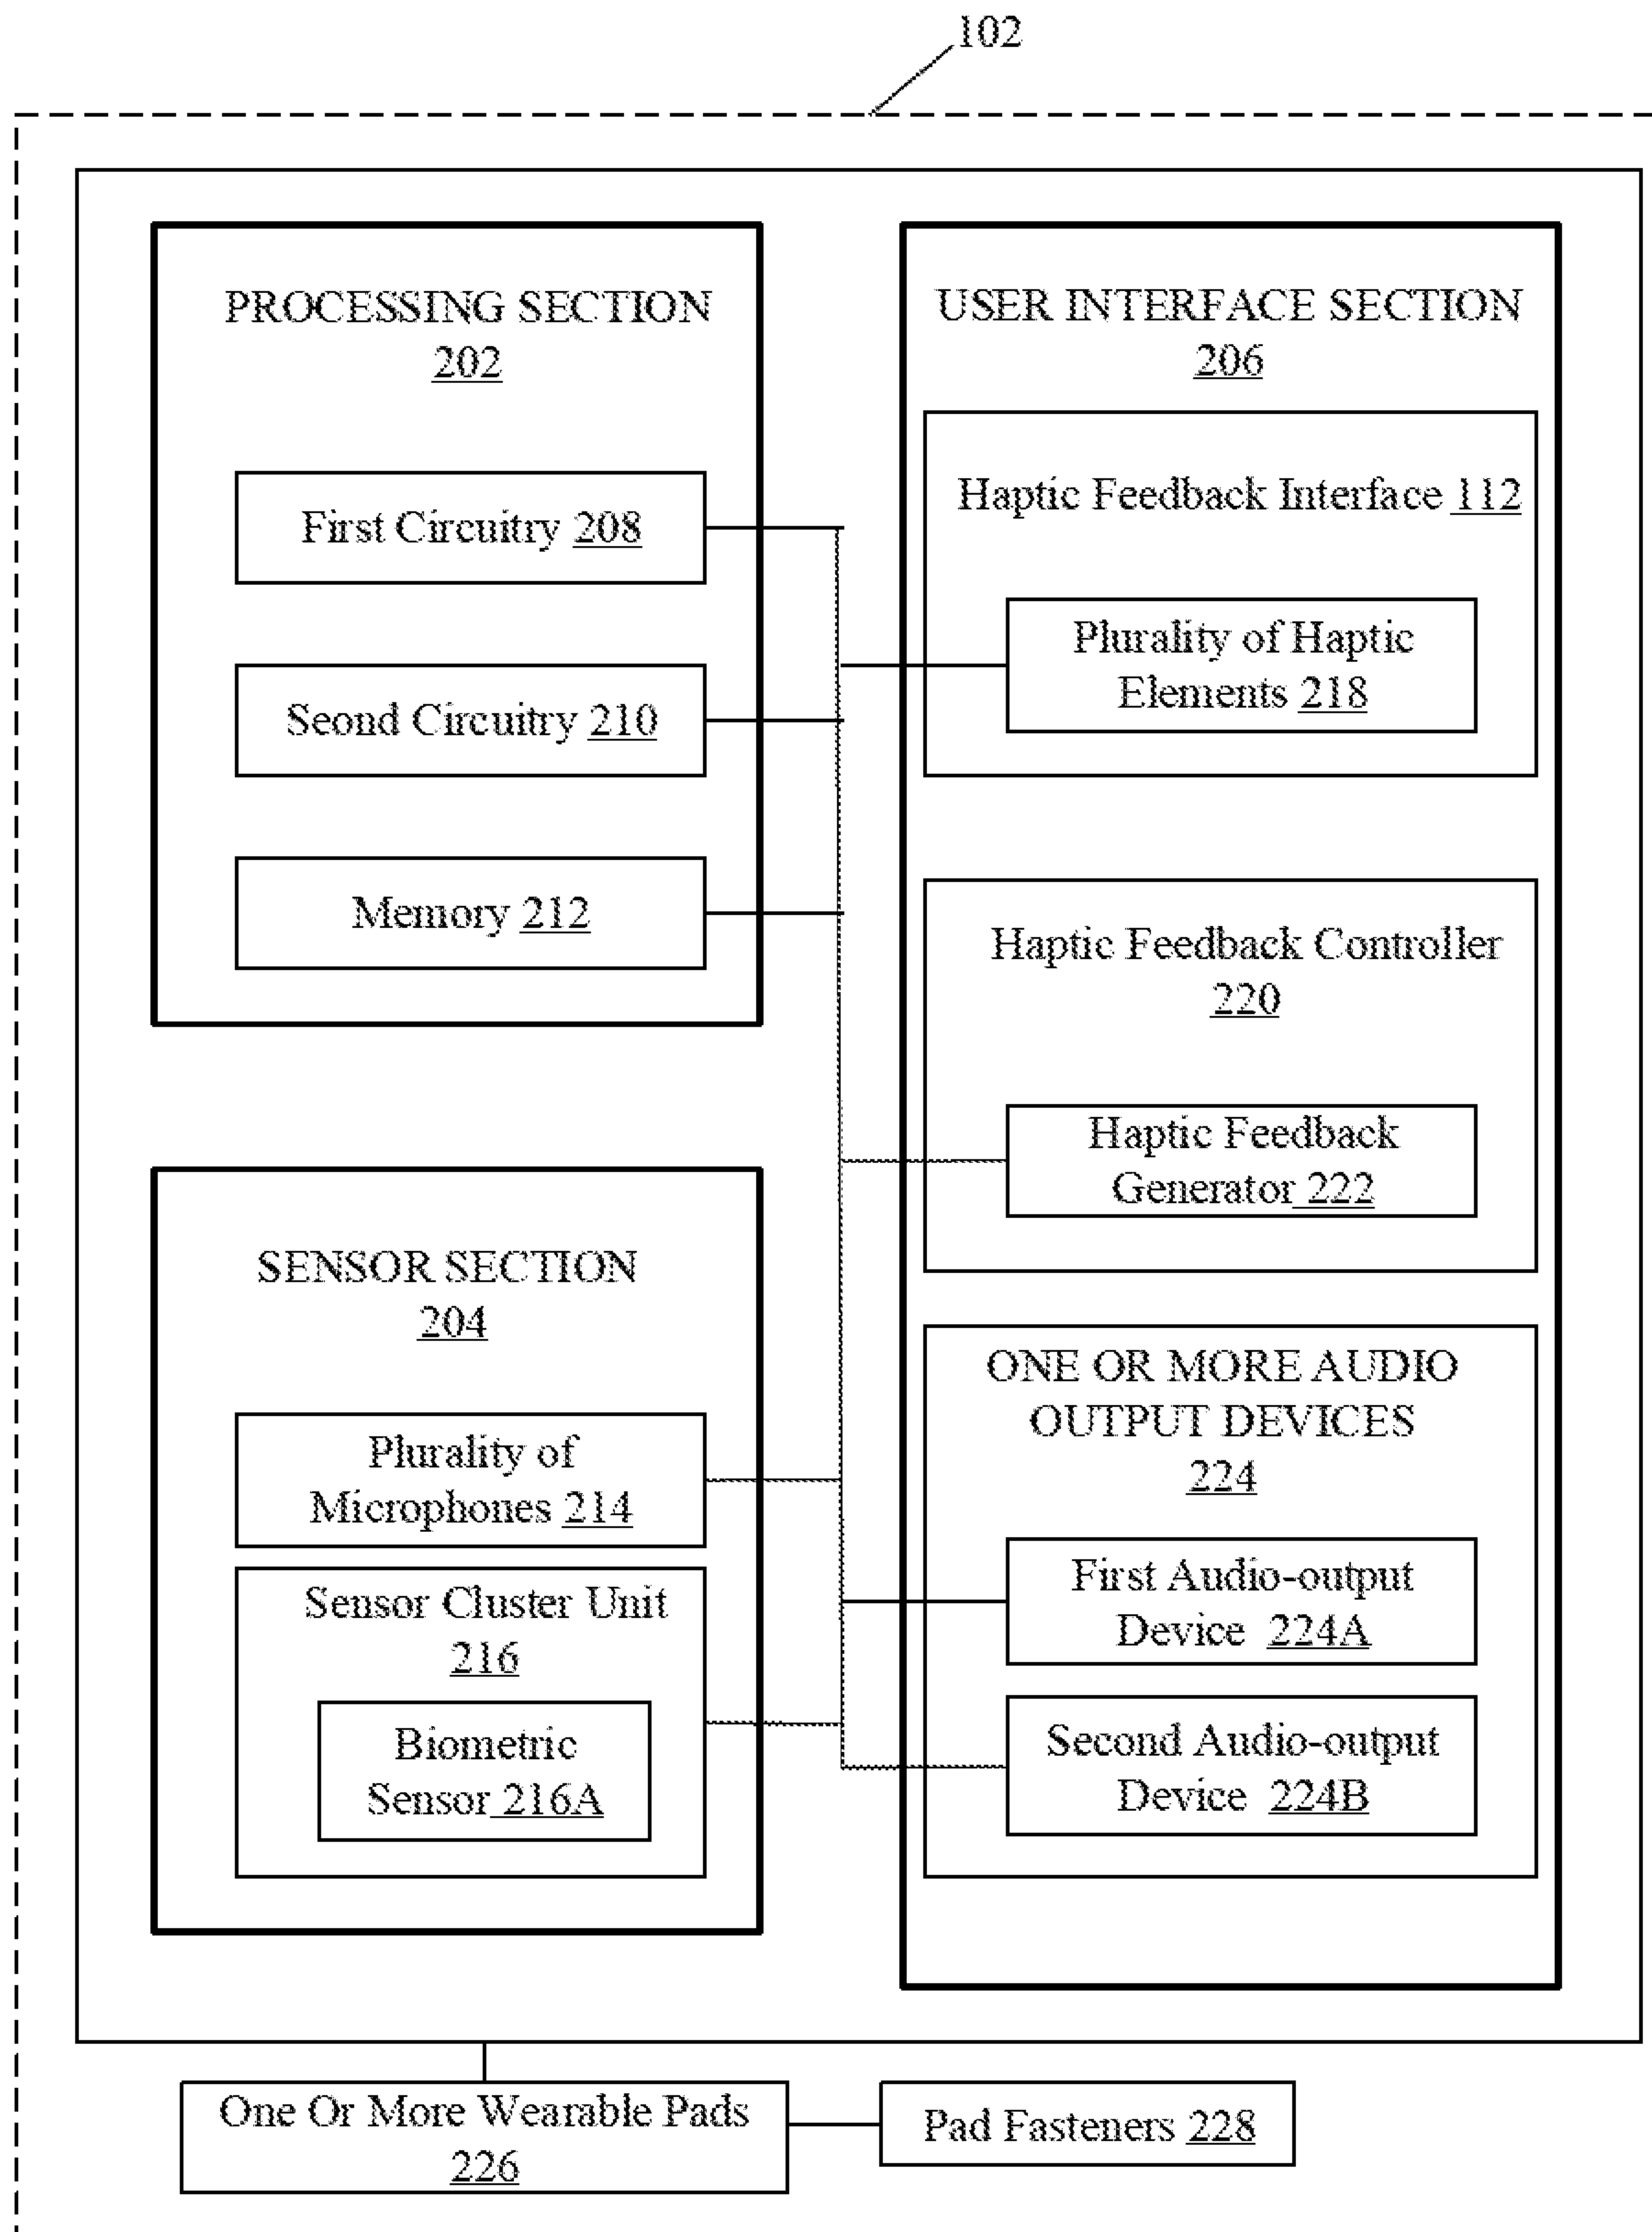 102
PROCESSING SECTION
202
First Circuitry 208
Seond Circuitry 210
Memory 212
SENSOR SECTION
204
Plurality of
Microphones 214
Sensor Cluster Unit
216
Biometric
Sensor 216A
USER INTERFACE SECTION
206
Haptic Feedback Interface 112
Plurality of Haptic
Elements 218
Haptic Feedback Controller
220
Haptic Feedback
Generator 222
ONE OR MORE AUDIO
OUTPUT DEVICES
224
First Audio-output
Device 224A
Second Audio-output
Device 224B
One Or More Wearable Pads
226
Pad Fasteners 228